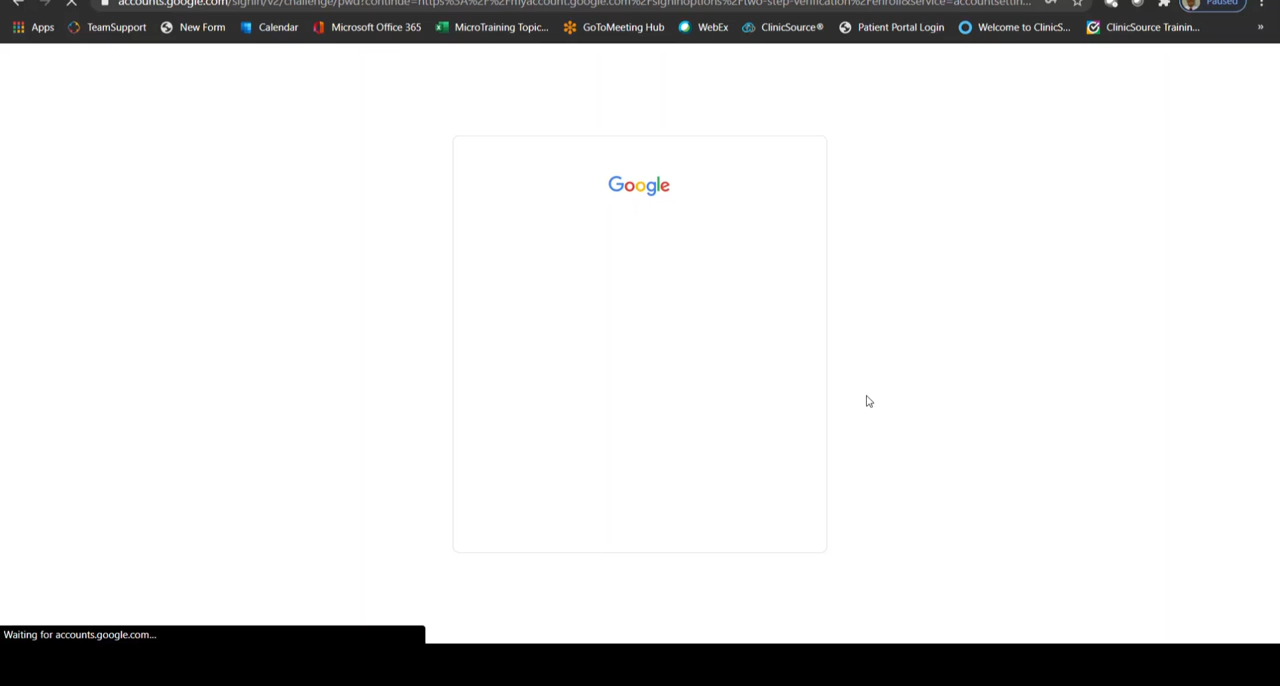 accounts.google.com/signin/v2/challenge/pwd?continue=https%3A%2F%2Fmyaccount.google.com%2Fsigninoptions%2Ftwo-step-verification%2Fenroll&service=accountsettin... Paused
Apps TeamSupport New Form Calendar Microsoft Office 365 MicroTraining Topic... GoToMeeting Hub WebEx ClinicSource® Patient Portal Login Welcome to ClinicS... ClinicSource Trainin... »
Google
Waiting for accounts.google.com...